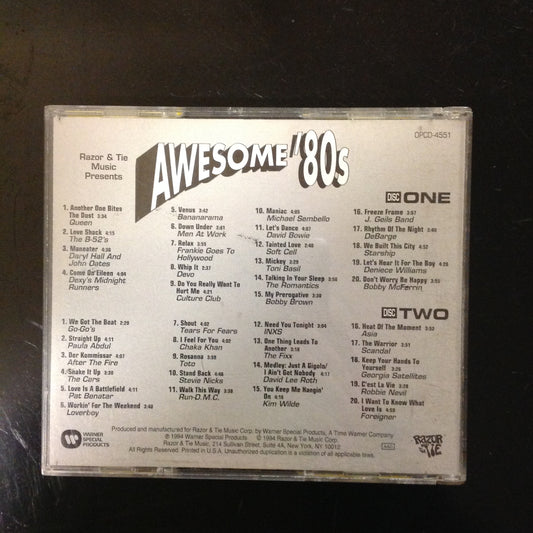 Razor & Tie
Music
Presents
AWESOME '80s
OPCD-4551
DISC ONE
1. Another One Bites
The Dust 3:34
Queen
2. Love Shack 4:15
The B-52's
3. Maneater 4:38
Daryl Hall And
John Oates
4. Come On Eileen 4:04
Dexy's Midnight
Runners
5. Venus 3:42
Bananarama
6. Down Under 3:41
Men At Work
7. Relax 3:55
Frankie Goes To
Hollywood
8. Whip It 2:37
Devo
9. Do You Really Want To
Hurt Me 4:21
Culture Club
10. Maniac 4:05
Michael Sembello
11. Let's Dance 4:07
David Bowie
12. Tainted Love 2:40
Soft Cell
13. Mickey 3:29
Toni Basil
14. Talking In Your Sleep 3:56
The Romantics
15. My Prerogative 3:30
Bobby Brown
16. Freeze Frame 3:57
J. Geils Band
17. Rhythm Of The Night 3:48
DeBarge
18. We Built This City 4:52
Starship
19. Let's Hear It For The Boy 4:20
Deniece Williams
20. Don't Worry Be Happy 3:55
Bobby McFerrin
DISC TWO
1. We Got The Beat 2:29
Go-Go's
2. Straight Up 4:11
Paula Abdul
3. Der Kommissar 4:07
After The Fire
4. Shake It Up 3:36
The Cars
5. Love Is A Battlefield 4:11
Pat Benatar
6. Workin' For The Weekend 3:40
Loverboy
7. Shout 4:02
Tears For Fears
8. I Feel For You 4:02
Chaka Khan
9. Rosanna 3:59
Toto
10. Stand Back 4:48
Stevie Nicks
11. Walk This Way 3:38
Run-D.M.C.
12. Need You Tonight 3:04
INXS
13. One Thing Leads To
Another 3:18
The Fixx
14. Medley: Just A Gigolo/
I Ain't Got Nobody 4:17
David Lee Roth
15. You Keep Me Hangin'
On 4:16
Kim Wilde
16. Heat Of The Moment 3:52
Asia
17. The Warrior 3:51
Scandal
18. Keep Your Hands To
Yourself 3:26
Georgia Satellites
19. C'est La Vie 3:28
Robbie Nevil
20. I Want To Know What
Love Is 4:59
Foreigner
WARNER
SPECIAL
PRODUCTS
Produced and manufactured for Razor & Tie Music Corp. by Warner Special Products, A Time Warner Company
℗ 1994 Warner Special Products © 1994 Razor & Tie Music Corp.
Razor & Tie Music, 214 Sullivan Street, Suite 4A, New York, NY 10012
All Rights Reserved. Printed in U.S.A. Unauthorized duplication is a violation of all applicable laws.
RAZOR
& TIE